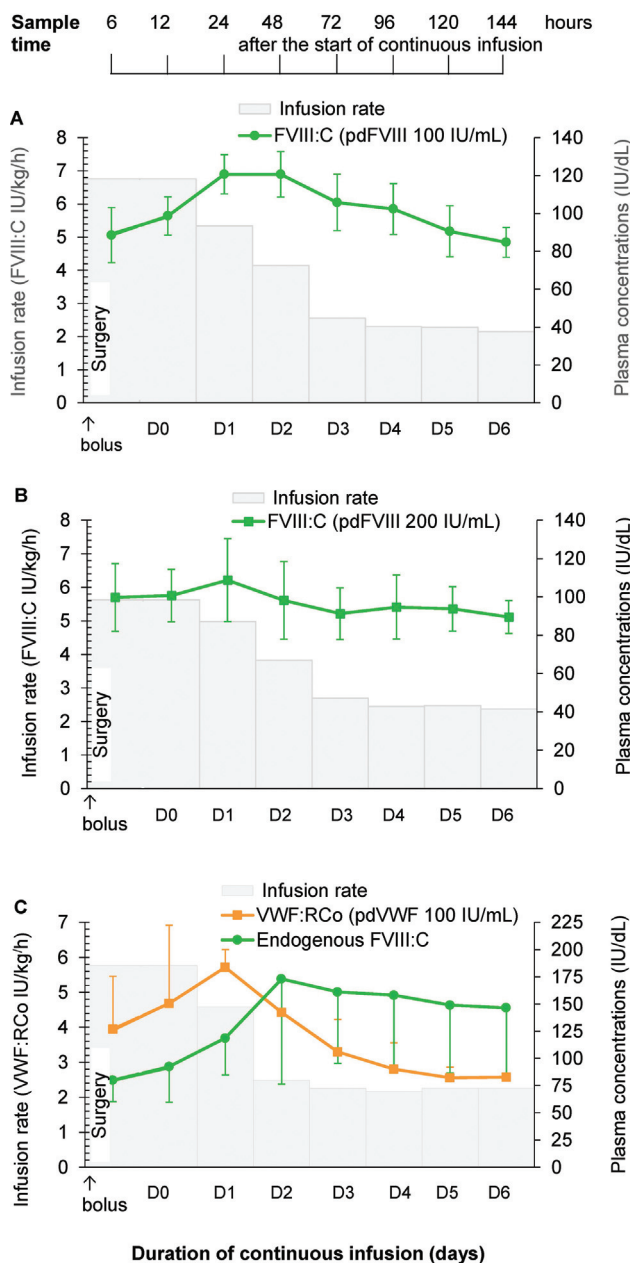 Sample time 6 12 24 48 72 96 120 144 hours
after the start of continuous infusion
A
Infusion rate
FVIII:C (pdFVIII 100 IU/mL)
Infusion rate (FVIII:C IU/kg/h)
8
7
6
5
4
3
2
1
0
140
120
100
80
60
40
20
0
Plasma concentrations (IU/dL)
Surgery
↑ bolus
D0 D1 D2 D3 D4 D5 D6
B
Infusion rate
FVIII:C (pdFVIII 200 IU/mL)
Infusion rate (FVIII:C IU/kg/h)
8
7
6
5
4
3
2
1
0
140
120
100
80
60
40
20
0
Plasma concentrations (IU/dL)
Surgery
↑ bolus
D0 D1 D2 D3 D4 D5 D6
C
Infusion rate
VWF:RCo (pdVWF 100 IU/mL)
Endogenous FVIII:C
Infusion rate (VWF:RCo IU/kg/h)
7
6
5
4
3
2
1
0
225
200
175
150
125
100
75
50
25
0
Plasma concentrations (IU/dL)
Surgery
↑ bolus
D0 D1 D2 D3 D4 D5 D6
Duration of continuous infusion (days)